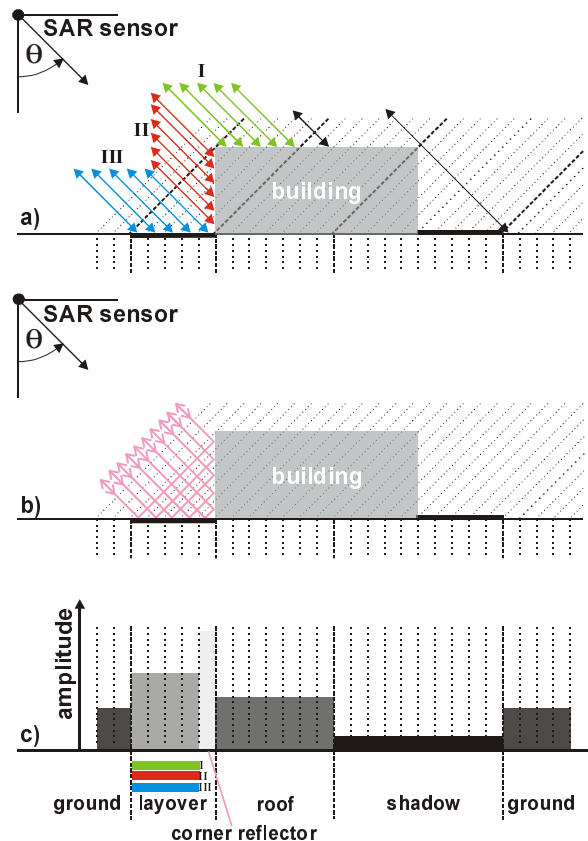 SAR sensor
θ
I
II
III
building
a)
SAR sensor
θ
building
b)
amplitude
c)
I
II
III
ground
layover
roof
shadow
ground
corner reflector